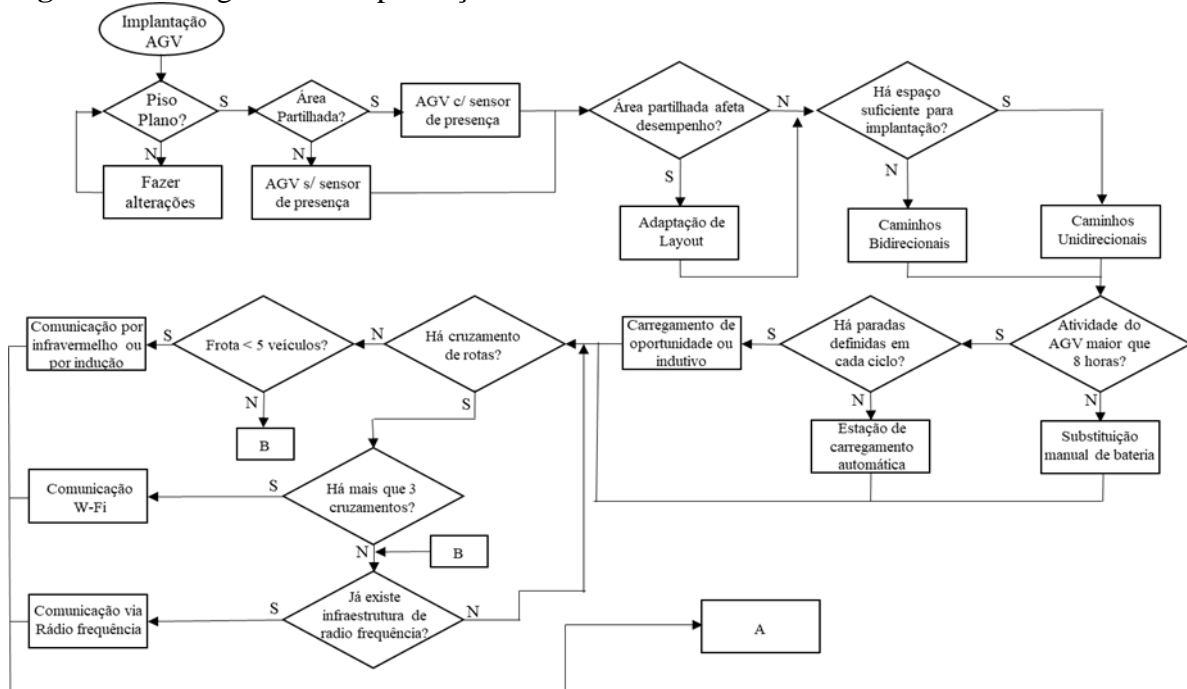 Implantação
AGV
Piso
Plano?
S
N
Fazer
alterações
Área
Partilhada?
S
N
AGV c/ sensor
de presença
AGV s/ sensor
de presença
Área partilhada afeta
desempenho?
N
S
Adaptação de
Layout
Há espaço
suficiente para
implantação?
S
N
Caminhos
Bidirecionais
Caminhos
Unidirecionais
Atividade do
AGV maior que
8 horas?
S
N
Substituição
manual de bateria
Há paradas
definidas em
cada ciclo?
S
N
Estação de
carregamento
automática
Carregamento de
oportunidade ou
indutivo
Há cruzamento
de rotas?
N
S
Frota < 5 veículos?
S
N
B
Comunicação por
infravermelho ou
por indução
Há mais que 3
cruzamentos?
S
N
B
Comunicação
W-Fi
Já existe
infraestrutura de
radio frequência?
S
N
Comunicação via
Rádio frequência
A